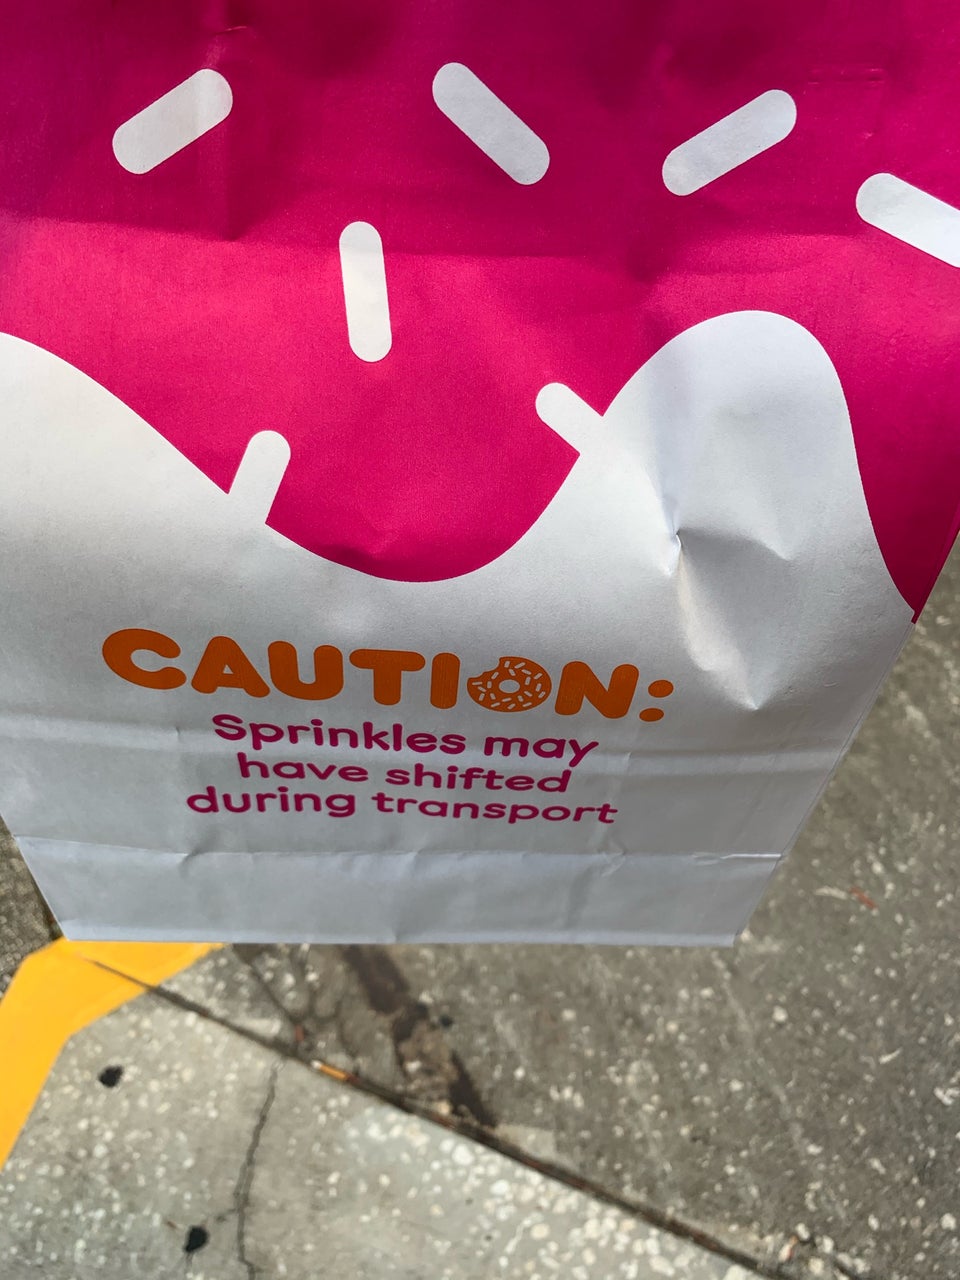 CAUTION:
Sprinkles may
have shifted
during transport